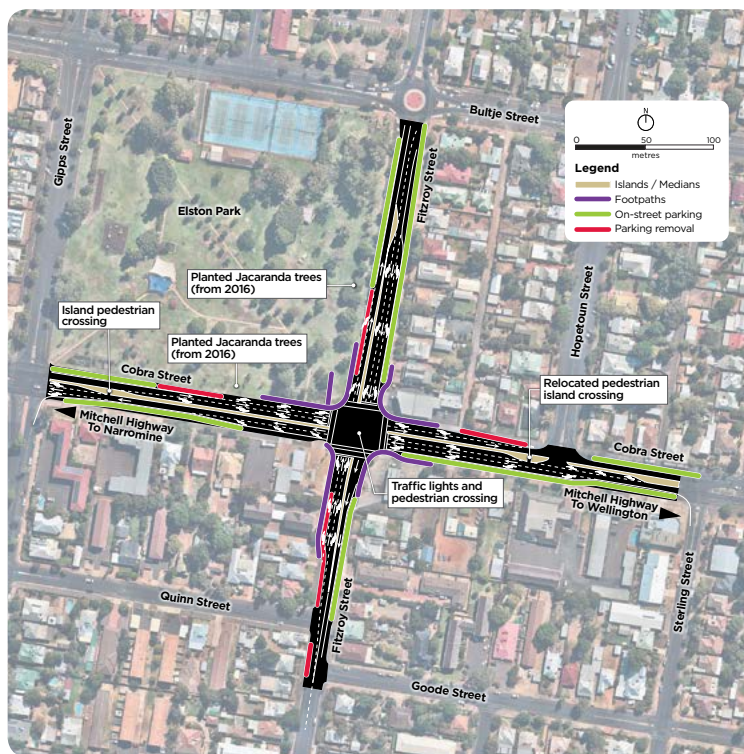 Bultje Street
N
0 50 100
metres
Legend
Islands / Medians
Footpaths
On-street parking
Parking removal
Gipps Street
Fitzroy Street
Elston Park
Hopetoun Street
Planted Jacaranda trees
(from 2016)
Island pedestrian
crossing
Planted Jacaranda trees
(from 2016)
Cobra Street
Relocated pedestrian
island crossing
Mitchell Highway
To Narromine
Cobra Street
Traffic lights and
pedestrian crossing
Mitchell Highway
To Wellington
Sterling Street
Quinn Street
Fitzroy Street
Goode Street